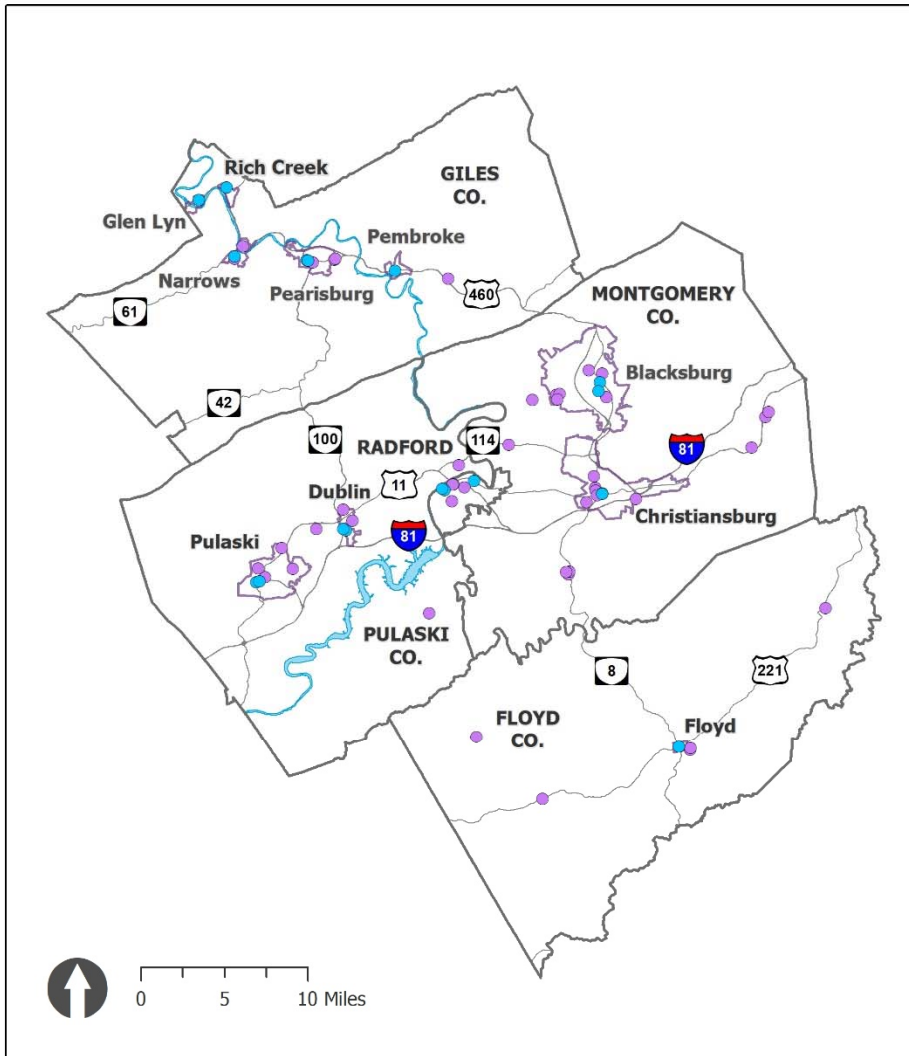 Rich Creek
GILES
CO.
Glen Lyn
Pembroke
Narrows
Pearisburg
460
61
MONTGOMERY
CO.
Blacksburg
42
100
RADFORD
114
81
11
Dublin
Pulaski
81
Christiansburg
PULASKI
CO.
8
221
FLOYD
CO.
Floyd
0
5
10 Miles